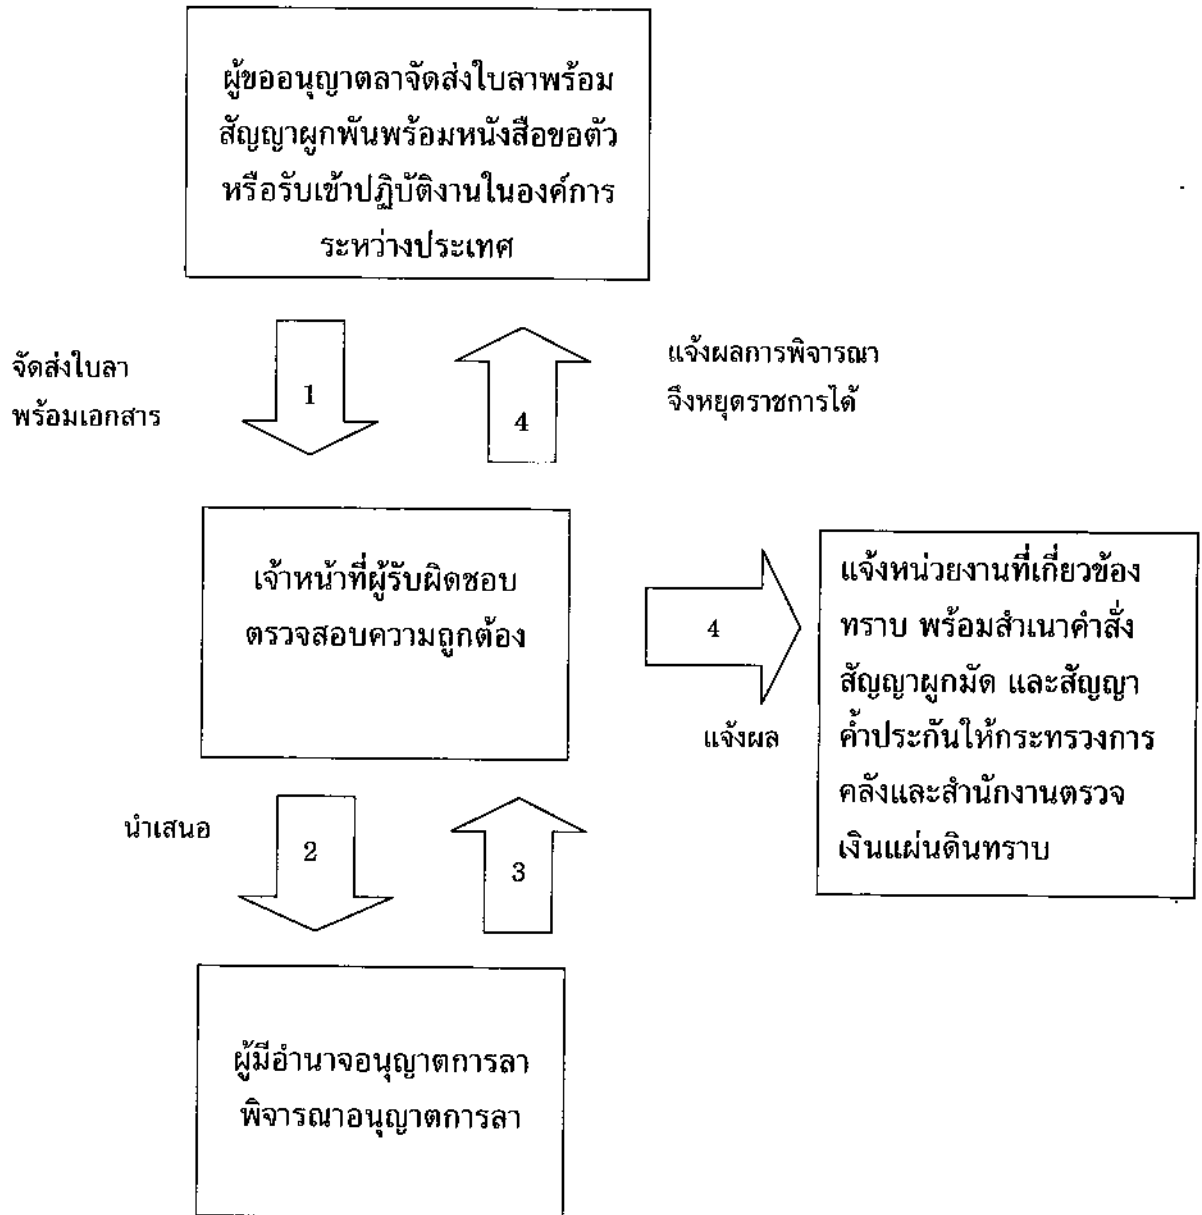 ผู้ขออนุญาตลาจัดส่งใบลาพร้อม
สัญญาผูกพันพร้อมหนังสือขอตัว
หรือรับเข้าปฏิบัติงานในองค์การ
ระหว่างประเทศ
จัดส่งใบลา
พร้อมเอกสาร
1
4
แจ้งผลการพิจารณา
จึงหยุดราชการได้
เจ้าหน้าที่ผู้รับผิดชอบ
ตรวจสอบความถูกต้อง
4
แจ้งผล
แจ้งหน่วยงานที่เกี่ยวข้อง
ทราบ พร้อมสำเนาคำสั่ง
สัญญาผูกมัด และสัญญา
ค้ำประกันให้กระทรวงการ
คลังและสำนักงานตรวจ
เงินแผ่นดินทราบ
นำเสนอ
2
3
ผู้มีอำนาจอนุญาตการลา
พิจารณาอนุญาตการลา